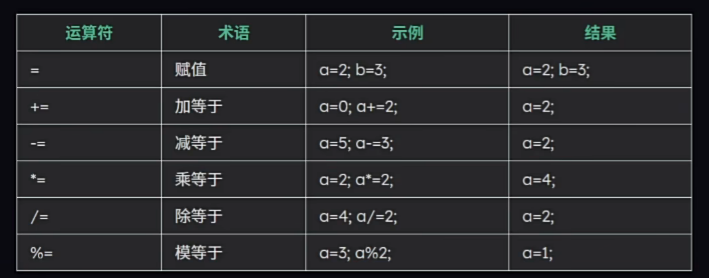 运算符 术语 示例 结果
= 赋值 a=2; b=3; a=2; b=3;
+= 加等于 a=0; a+=2; a=2;
-= 减等于 a=5; a-=3; a=2;
*= 乘等于 a=2; a*=2; a=4;
/= 除等于 a=4; a/=2; a=2;
%= 模等于 a=3; a%2; a=1;